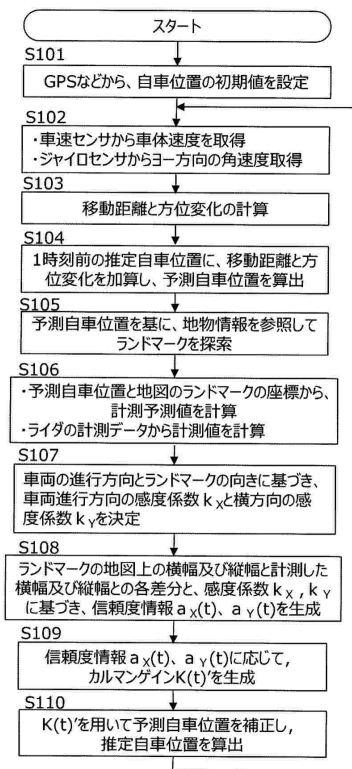 スタート
S101
GPSなどから、自車位置の初期値を設定
S102
・車速センサから車体速度を取得
・ジャイロセンサからヨー方向の角速度取得
S103
移動距離と方位変化の計算
S104
1時刻前の推定自車位置に、移動距離と方
位変化を加算し、予測自車位置を算出
S105
予測自車位置を基に、地物情報を参照して
ランドマークを探索
S106
・予測自車位置と地図のランドマークの座標から、
計測予測値を計算
・ライダの計測データから計測値を計算
S107
車両の進行方向とランドマークの向きに基づき、
車両進行方向の感度係数kXと横方向の感
度係数kYを決定
S108
ランドマークの地図上の横幅及び縦幅と計測した
横幅及び縦幅との各差分と、感度係数kX,kY
に基づき、信頼度情報aX(t)、aY(t)を生成
S109
信頼度情報aX(t)、aY(t)に応じて,
カルマンゲインK(t)'を生成
S110
K(t)'を用いて予測自車位置を補正し,
推定自車位置を算出